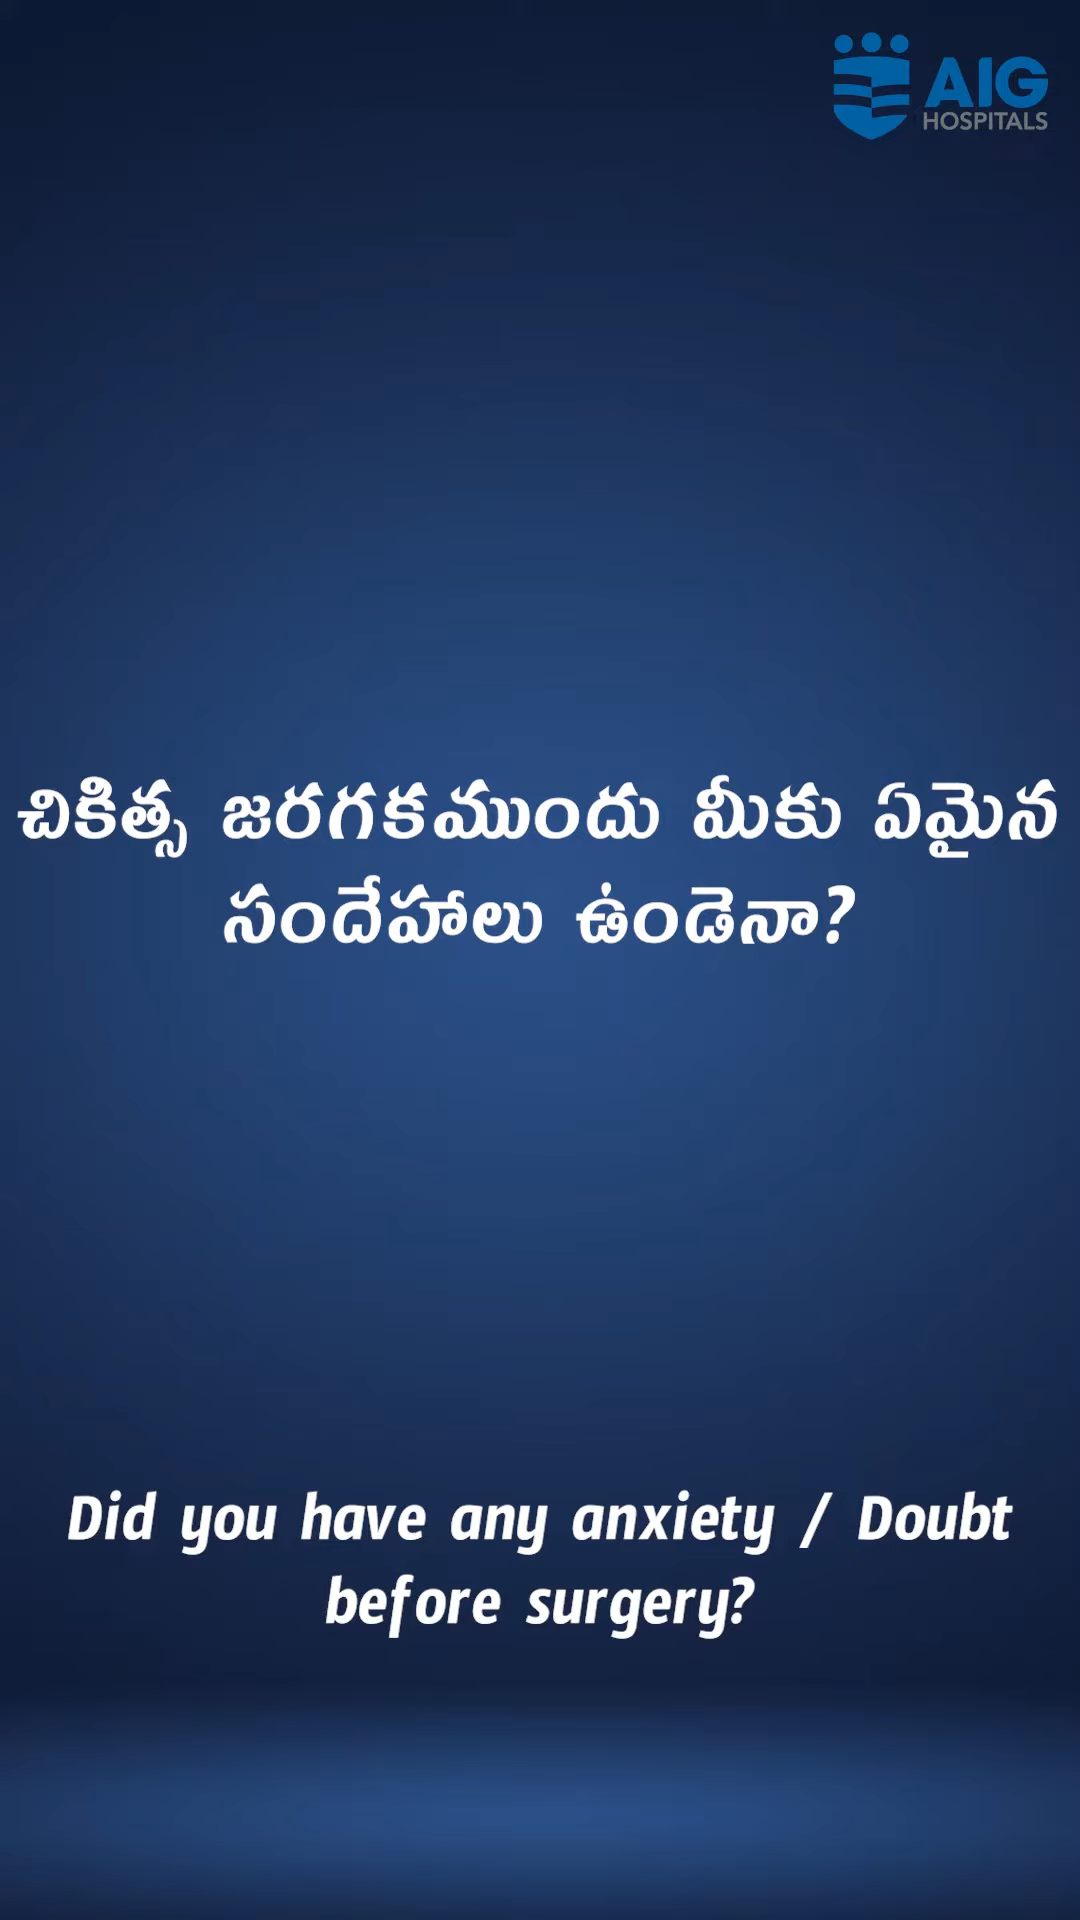 AIG
HOSPITALS
చికిత్స జరగకముందు మీకు ఏమైన
సందేహాలు ఉండెనా?
Did you have any anxiety / Doubt
before surgery?